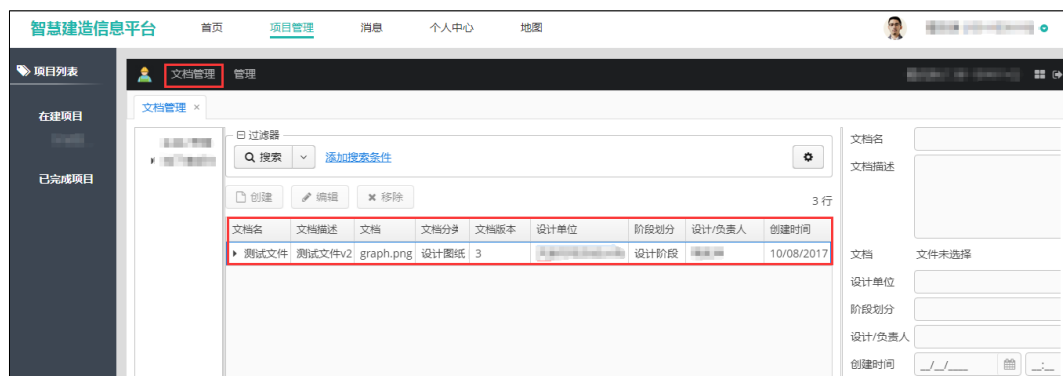 智慧建造信息平台 首页 项目管理 消息 个人中心 地图
项目列表
文档管理 管理
文档管理 ×
在建项目
已完成项目
过滤器
搜索 添加搜索条件
创建 编辑 移除 3 行
文档名 文档描述 文档 文档分类 文档版本 设计单位 阶段划分 设计/负责人 创建时间
测试文件 测试文件v2 graph.png 设计图纸 3 设计阶段 10/08/2017
文档名
文档描述
文档 文件未选择
设计单位
阶段划分
设计/负责人
创建时间 __/__/____ __:__